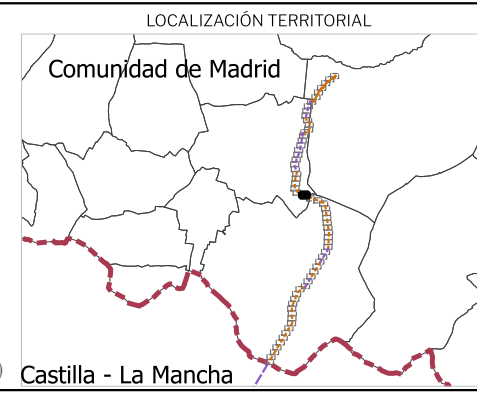 LOCALIZACIÓN TERRITORIAL
Comunidad de Madrid
Castilla - La Mancha